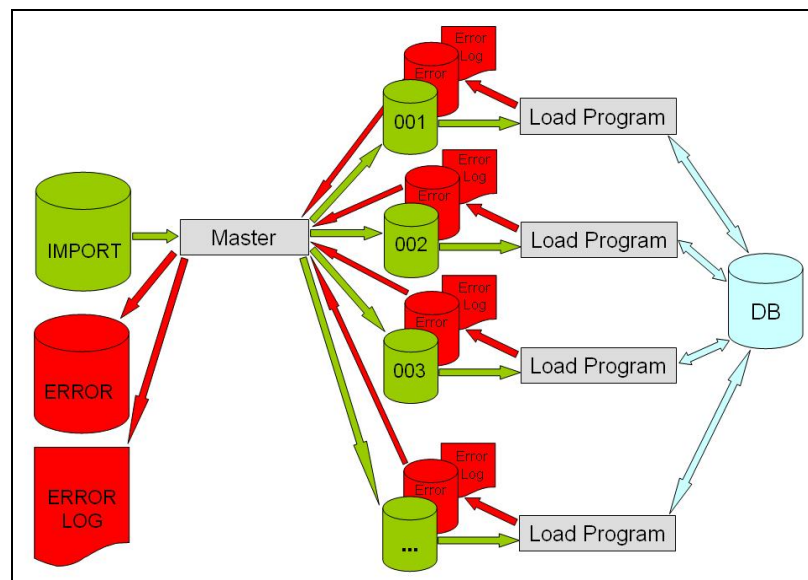 Error
Log
Error
001
Load Program
Error
Log
Error
002
Load Program
IMPORT
Master
DB
Error
Log
Error
003
Load Program
ERROR
ERROR
LOG
Error
Log
Error
...
Load Program